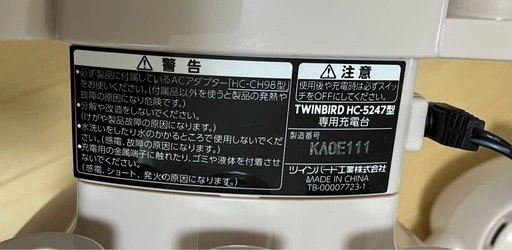 ⚠ 警告
•必ず製品に付属しているACアダプター「HC-CH98型」
をお使いください。(付属品以外を使うと製品の発熱や
故障の原因になり危険です。)
•分解や改造をしないでください。
(けがや製品故障の原因になります。)
•水洗いをしたり水のかかるところで使用しないでください。
(感電、故障の原因になります。)
•充電用の金属端子に触れたり、ゴミや液体を付着させ
ないでください。
(感電、ショート、発火の原因になります。)
⚠ 注意
使用後や充電時は必ずスイッ
チをOFFにしてください。
TWINBIRD HC-5247型
専用充電台
製造番号
KA0E111
ツインバード工業株式会社
MADE IN CHINA
TB-00007723-1